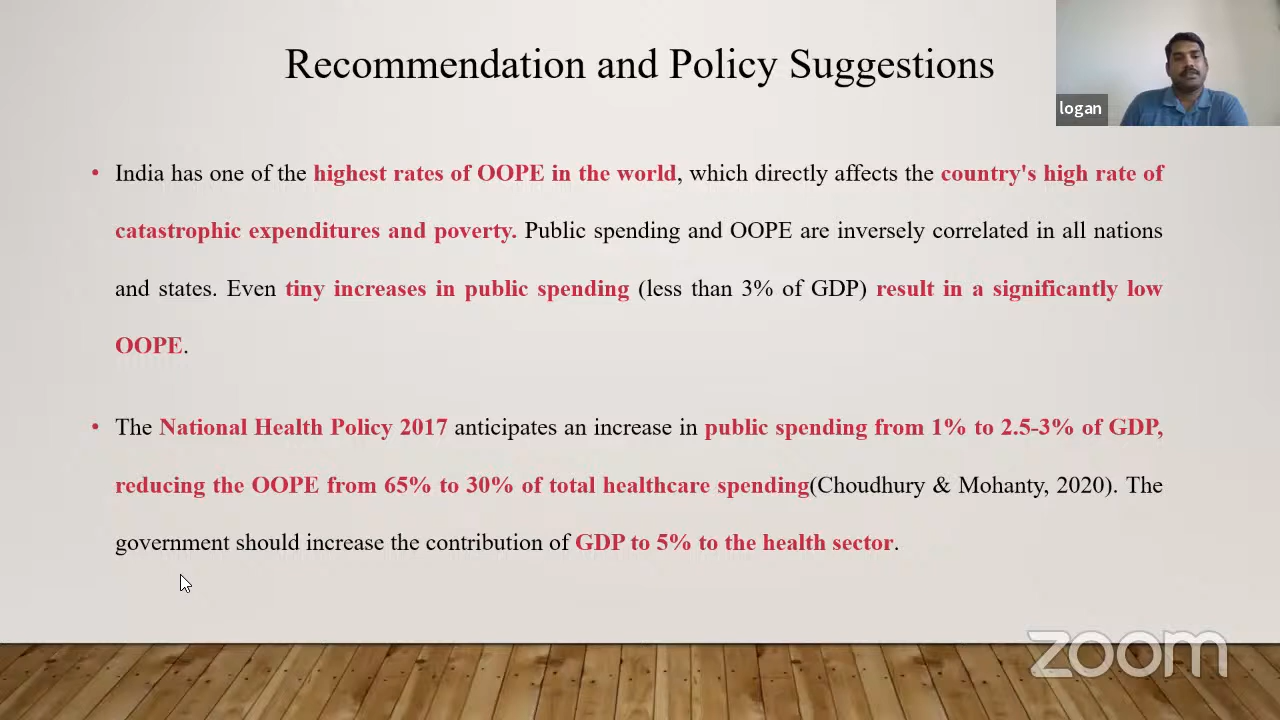 Recommendation and Policy Suggestions
logan
• India has one of the highest rates of OOPE in the world, which directly affects the country's high rate of
catastrophic expenditures and poverty. Public spending and OOPE are inversely correlated in all nations
and states. Even tiny increases in public spending (less than 3% of GDP) result in a significantly low
OOPE.
• The National Health Policy 2017 anticipates an increase in public spending from 1% to 2.5-3% of GDP,
reducing the OOPE from 65% to 30% of total healthcare spending(Choudhury & Mohanty, 2020). The
government should increase the contribution of GDP to 5% to the health sector.
zoom